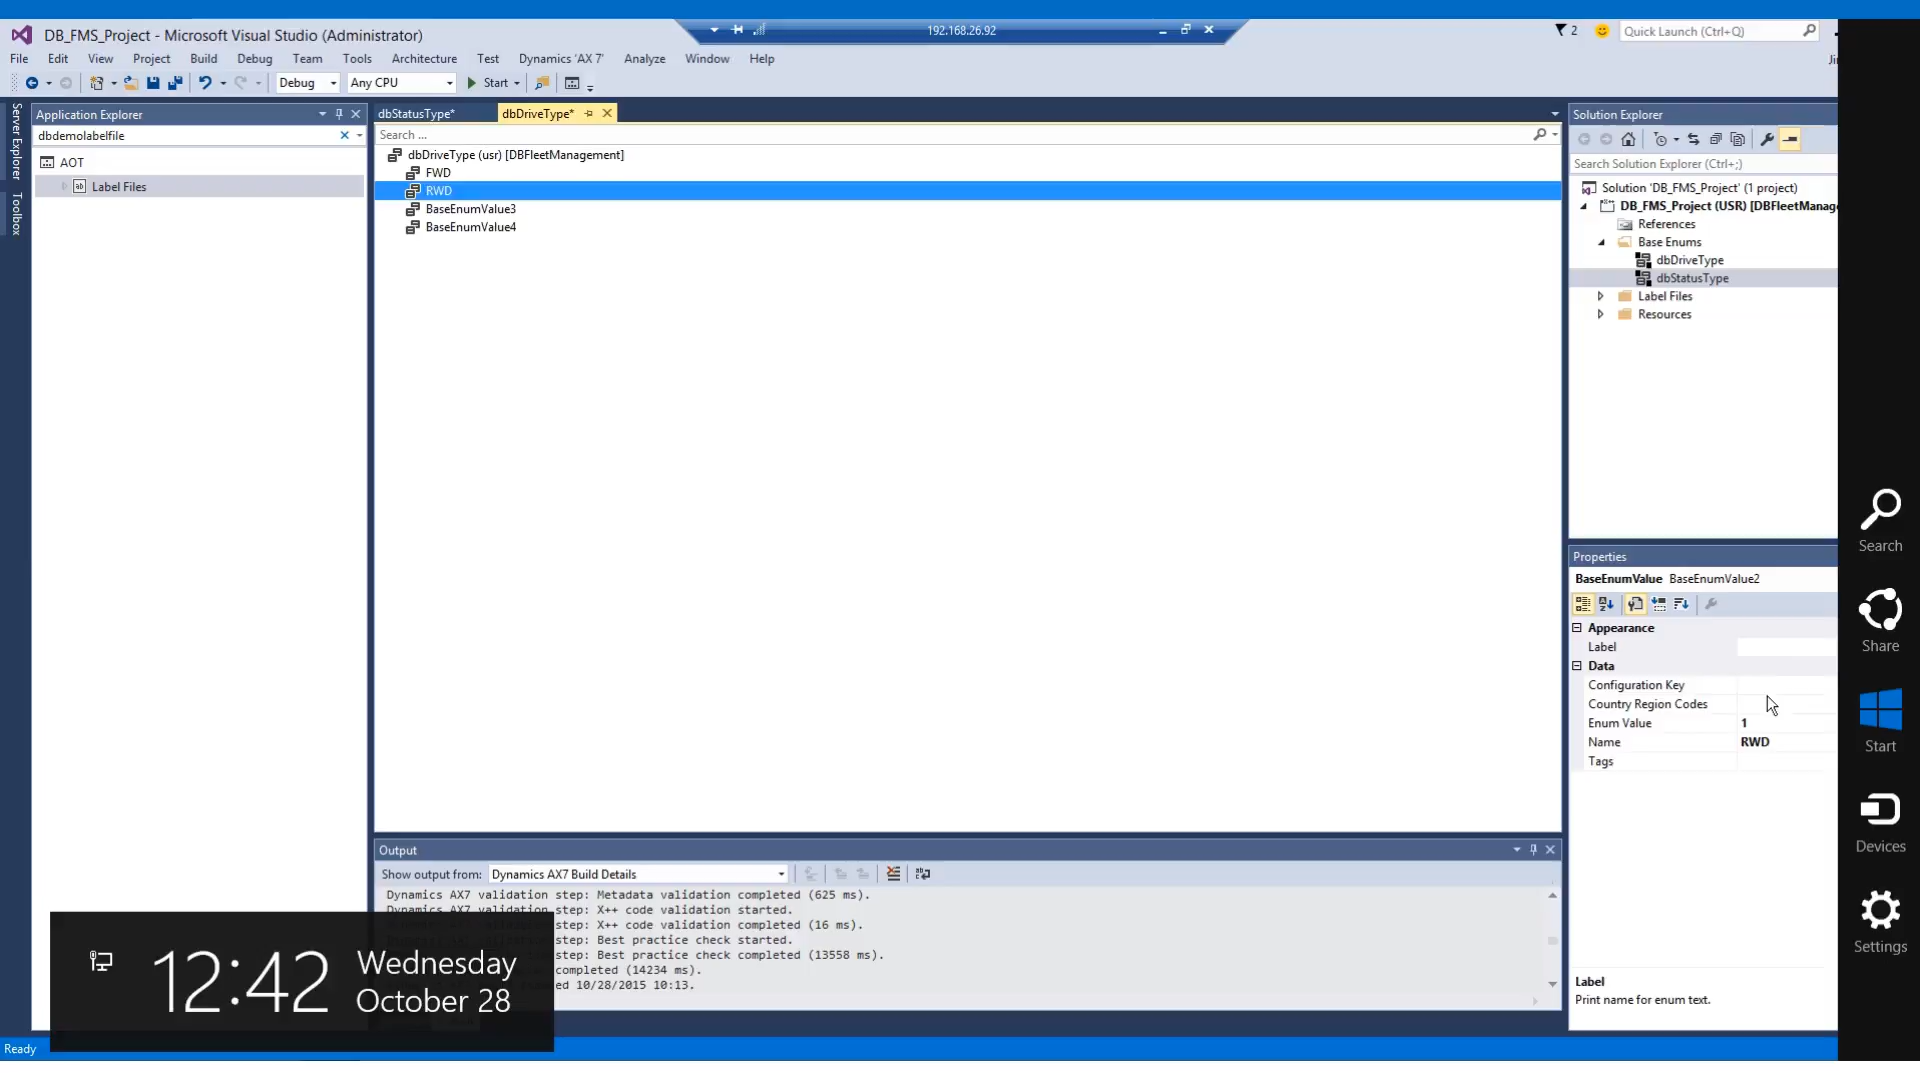 DB_FMS_Project - Microsoft Visual Studio (Administrator)
192.168.26.92
2
Quick Launch (Ctrl+Q)
File Edit View Project Build Debug Team Tools Architecture Test Dynamics 'AX 7' Analyze Window Help
Debug Any CPU Start
Server Explorer
Toolbox
Application Explorer
dbdemolabelfile
AOT
Label Files
dbStatusType* dbDriveType*
Search ...
dbDriveType (usr) [DBFleetManagement]
FWD
RWD
BaseEnumValue3
BaseEnumValue4
Solution Explorer
Search Solution Explorer (Ctrl+;)
Solution 'DB_FMS_Project' (1 project)
DB_FMS_Project (USR) [DBFleetManag
References
Base Enums
dbDriveType
dbStatusType
Label Files
Resources
Properties
BaseEnumValue BaseEnumValue2
Appearance
Label
Data
Configuration Key
Country Region Codes
Enum Value 1
Name RWD
Tags
Label
Print name for enum text.
Output
Show output from: Dynamics AX7 Build Details
Dynamics AX7 validation step: Metadata validation completed (625 ms).
Dynamics AX7 validation step: X++ code validation started.
step: X++ code validation completed (16 ms).
step: Best practice check started.
step: Best practice check completed (13558 ms).
completed (14234 ms).
10/28/2015 10:13.
12:42 Wednesday
October 28
Ready
Search
Share
Start
Devices
Settings